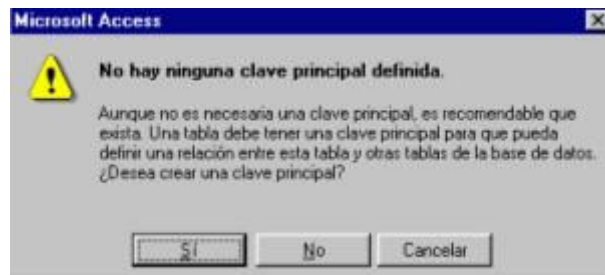 Microsoft Access
No hay ninguna clave principal definida.
Aunque no es necesaria una clave principal, es recomendable que
exista. Una tabla debe tener una clave principal para que pueda
definir una relación entre esta tabla y otras tablas de la base de datos.
¿Desea crear una clave principal?
Sí No Cancelar